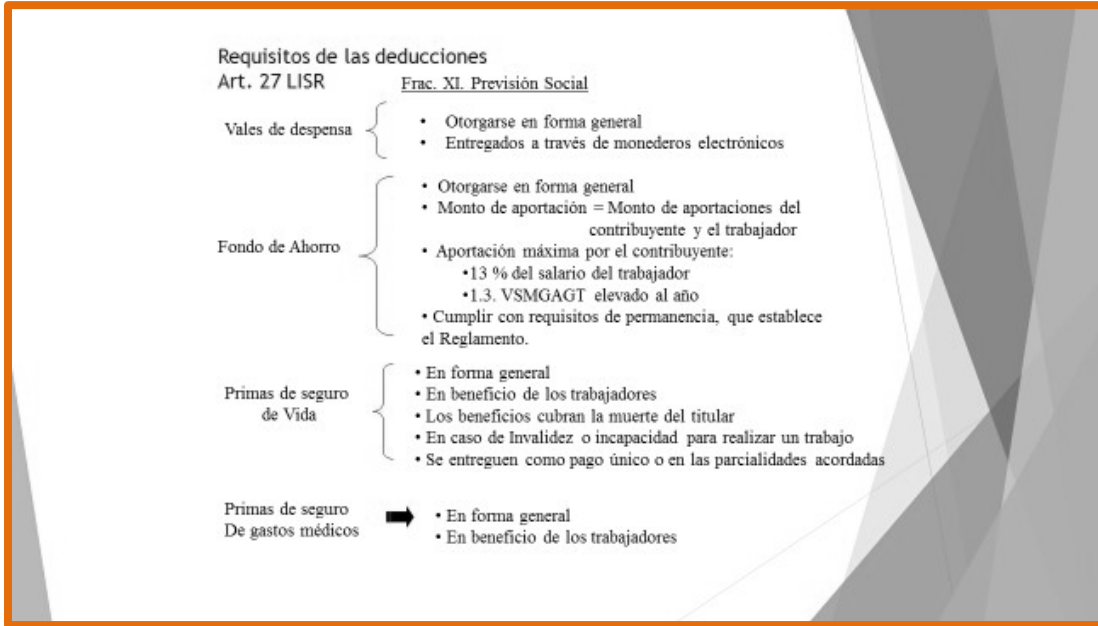 Requisitos de las deducciones
Art. 27 LISR
Frac. XI. Previsión Social
Vales de despensa
• Otorgarse en forma general
• Entregados a través de monederos electrónicos
Fondo de Ahorro
• Otorgarse en forma general
• Monto de aportación = Monto de aportaciones del
contribuyente y el trabajador
• Aportación máxima por el contribuyente:
•13 % del salario del trabajador
•1.3. VSMGAGT elevado al año
• Cumplir con requisitos de permanencia, que establece
el Reglamento.
Primas de seguro
de Vida
• En forma general
• En beneficio de los trabajadores
• Los beneficios cubran la muerte del titular
• En caso de Invalidez o incapacidad para realizar un trabajo
• Se entreguen como pago único o en las parcialidades acordadas
Primas de seguro
De gastos médicos
• En forma general
• En beneficio de los trabajadores